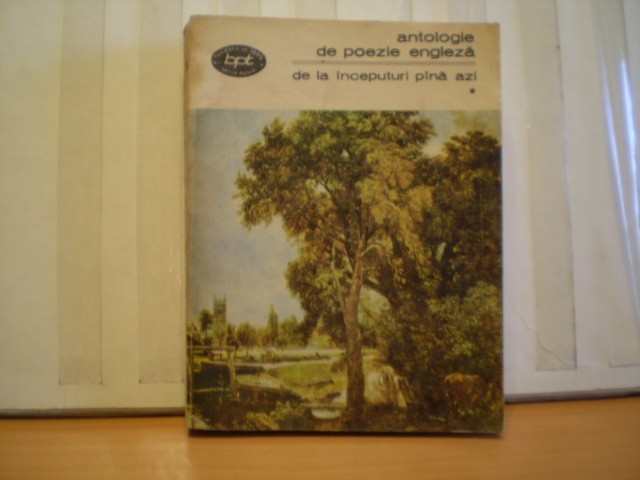 bpt
antologie
de poezie engleză
de la începuturi pînă azi
*